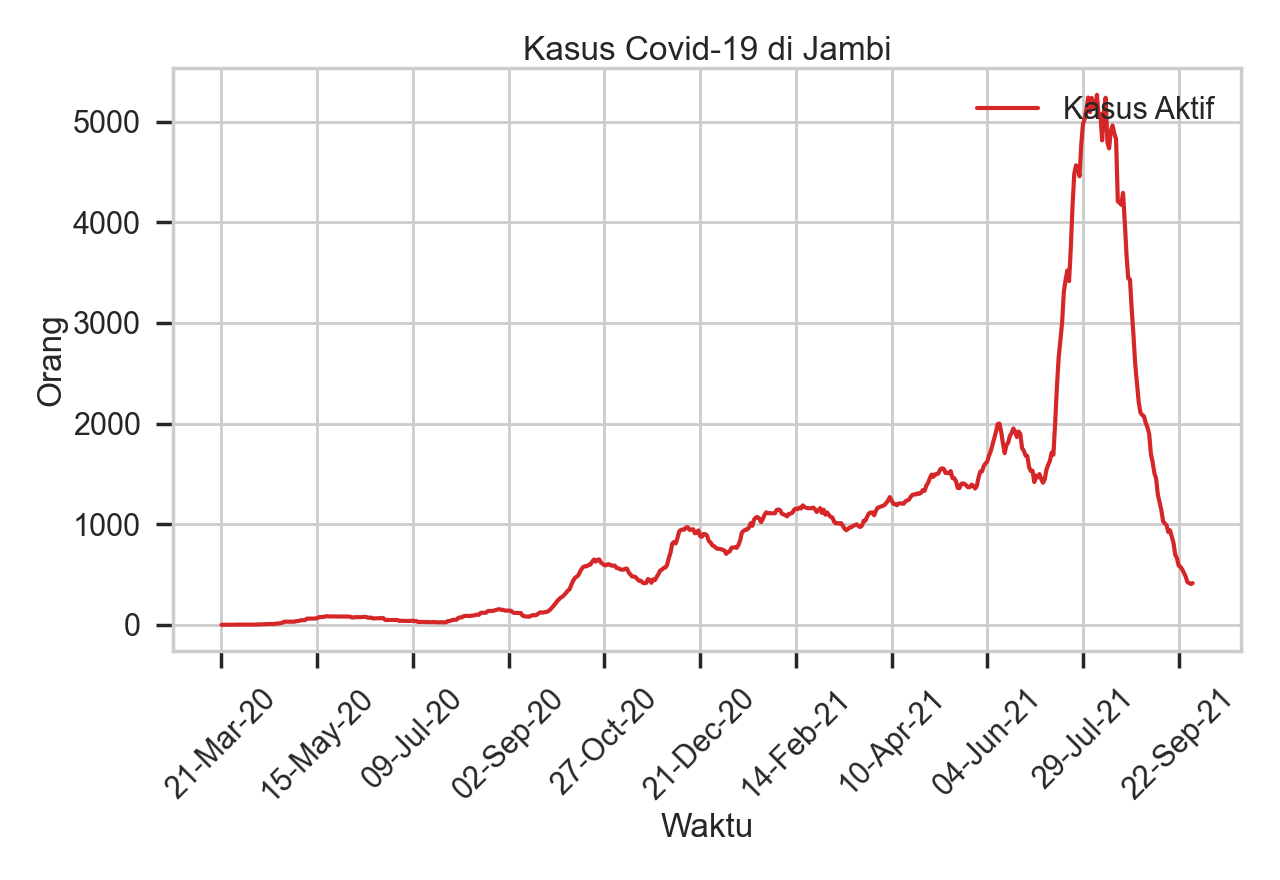 Kasus Covid-19 di Jambi
Kasus Aktif
5000
4000
3000
2000
1000
0
Orang
21-Mar-20
15-May-20
09-Jul-20
02-Sep-20
27-Oct-20
21-Dec-20
14-Feb-21
10-Apr-21
04-Jun-21
29-Jul-21
22-Sep-21
Waktu